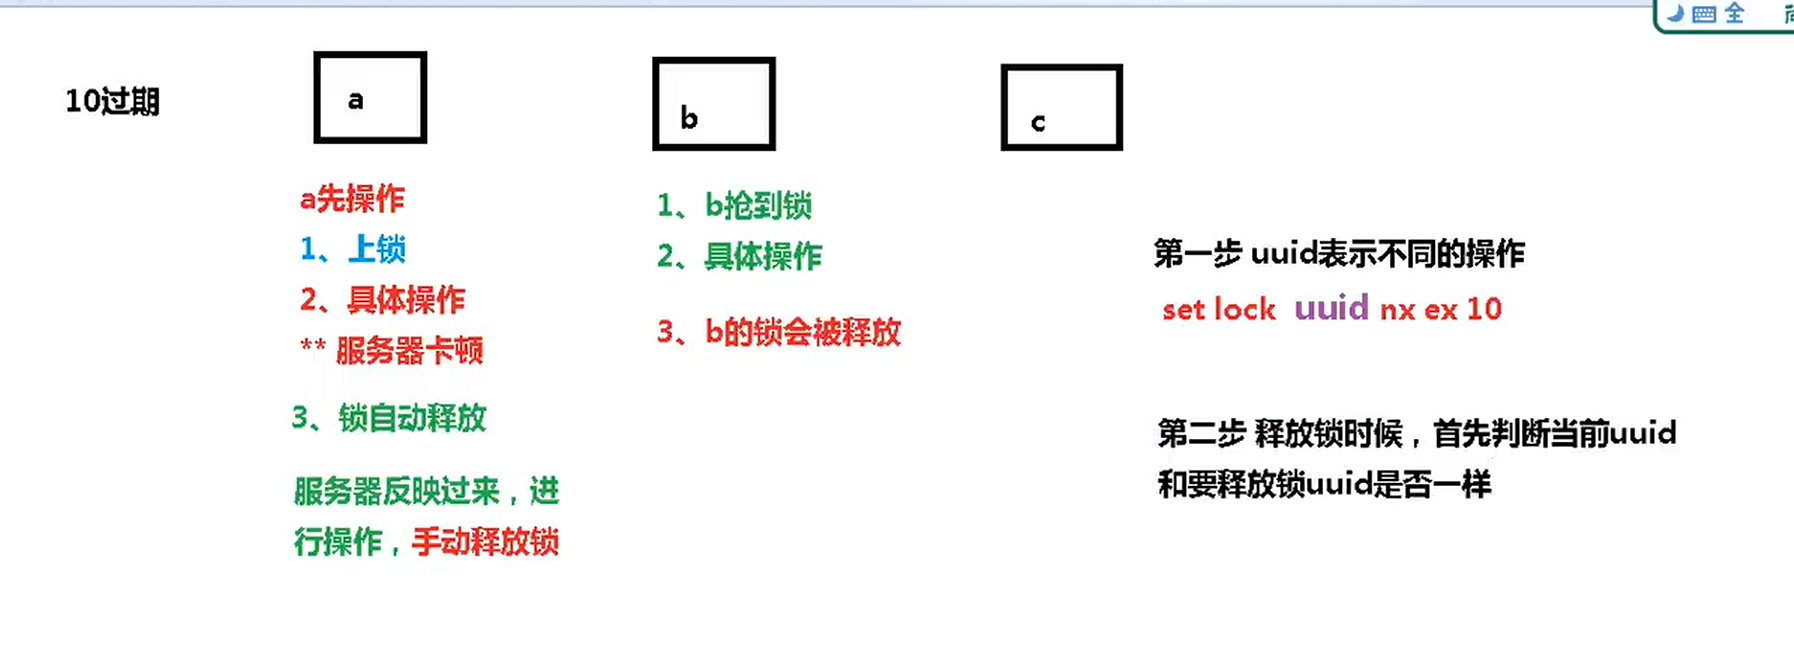 全
10过期
a
b
c
a先操作
1、上锁
2、具体操作
** 服务器卡顿
3、锁自动释放
服务器反映过来，进
行操作，手动释放锁
1、b抢到锁
2、具体操作
3、b的锁会被释放
第一步 uuid表示不同的操作
set lock uuid nx ex 10
第二步 释放锁时候，首先判断当前uuid
和要释放锁uuid是否一样